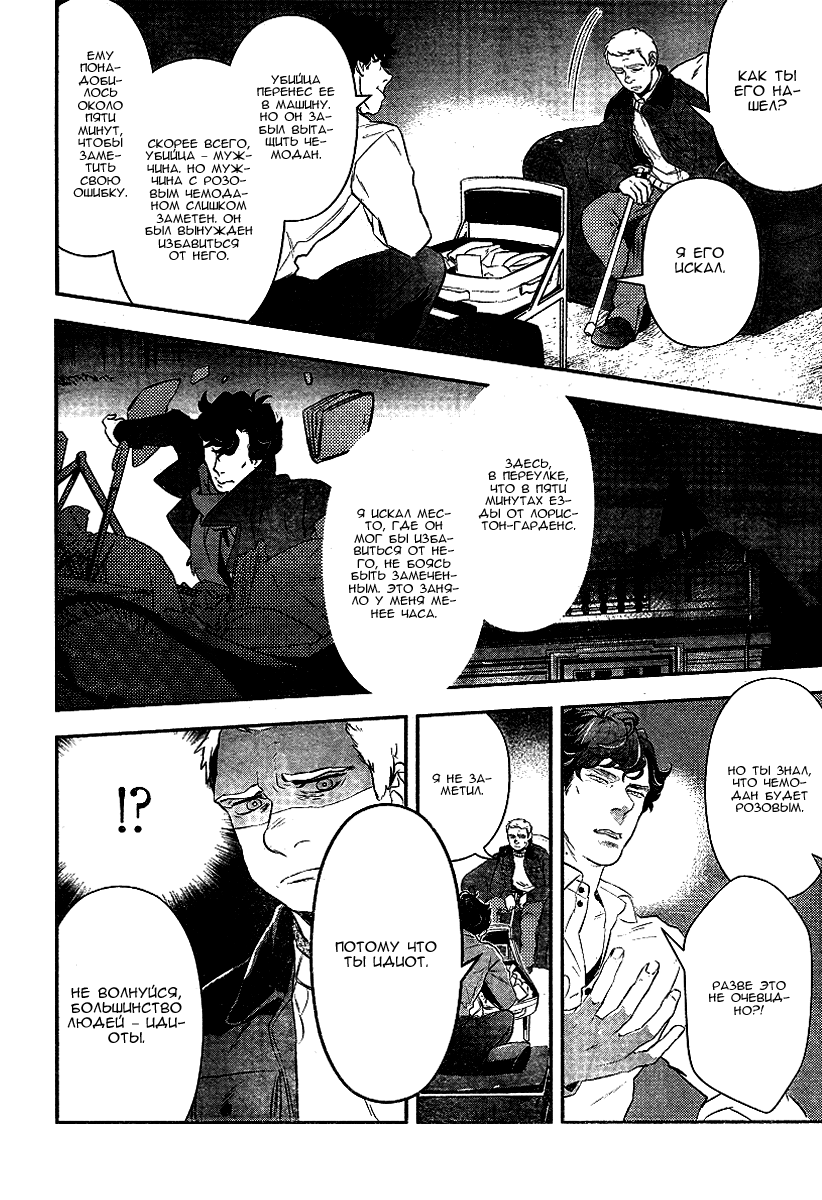 КАК ТЫ
ЕГО НА-
ШЕЛ?
Я ЕГО
ИСКАЛ.
УБИЙЦА
ПЕРЕНЕС ЕЕ
В МАШИНУ.
НО ОН ЗА-
БЫЛ ВЫТА-
ЩИТЬ ЧЕ-
МОДАН.
СКОРЕЕ ВСЕГО,
УБИЙЦА - МУЖ-
ЧИНА. НО МУЖ-
ЧИНА С РОЗО-
ВЫМ ЧЕМОДА-
НОМ СЛИШКОМ
ЗАМЕТЕН. ОН
БЫЛ ВЫНУЖДЕН
ИЗБАВИТЬСЯ
ОТ НЕГО.
ЕМУ
ПОНА-
ДОБИ-
ЛОСЬ
ОКОЛО
ПЯТИ
МИНУТ,
ЧТОБЫ
ЗАМЕ-
ТИТЬ
СВОЮ
ОШИБКУ.
ЗДЕСЬ,
В ПЕРЕУЛКЕ,
ЧТО В ПЯТИ
МИНУТАХ ЕЗ-
ДЫ ОТ ЛОРИС-
ТОН-ГАРДЕНС.
Я ИСКАЛ МЕС-
ТО, ГДЕ ОН
МОГ БЫ ИЗБА-
ВИТЬСЯ ОТ НЕ-
ГО, НЕ БОЯСЬ
БЫТЬ ЗАМЕЧЕН-
НЫМ. ЭТО ЗАНЯ-
ЛО У МЕНЯ МЕ-
НЕЕ ЧАСА.
НО ТЫ ЗНАЛ,
ЧТО ЧЕМО-
ДАН БУДЕТ
РОЗОВЫМ.
РАЗВЕ ЭТО
НЕ ОЧЕВИД-
НО?!
Я НЕ ЗА-
МЕТИЛ.
ПОТОМУ ЧТО
ТЫ ИДИОТ.
!?
НЕ ВОЛНУЙСЯ,
БОЛЬШИНСТВО
ЛЮДЕЙ - ИДИ-
ОТЫ.